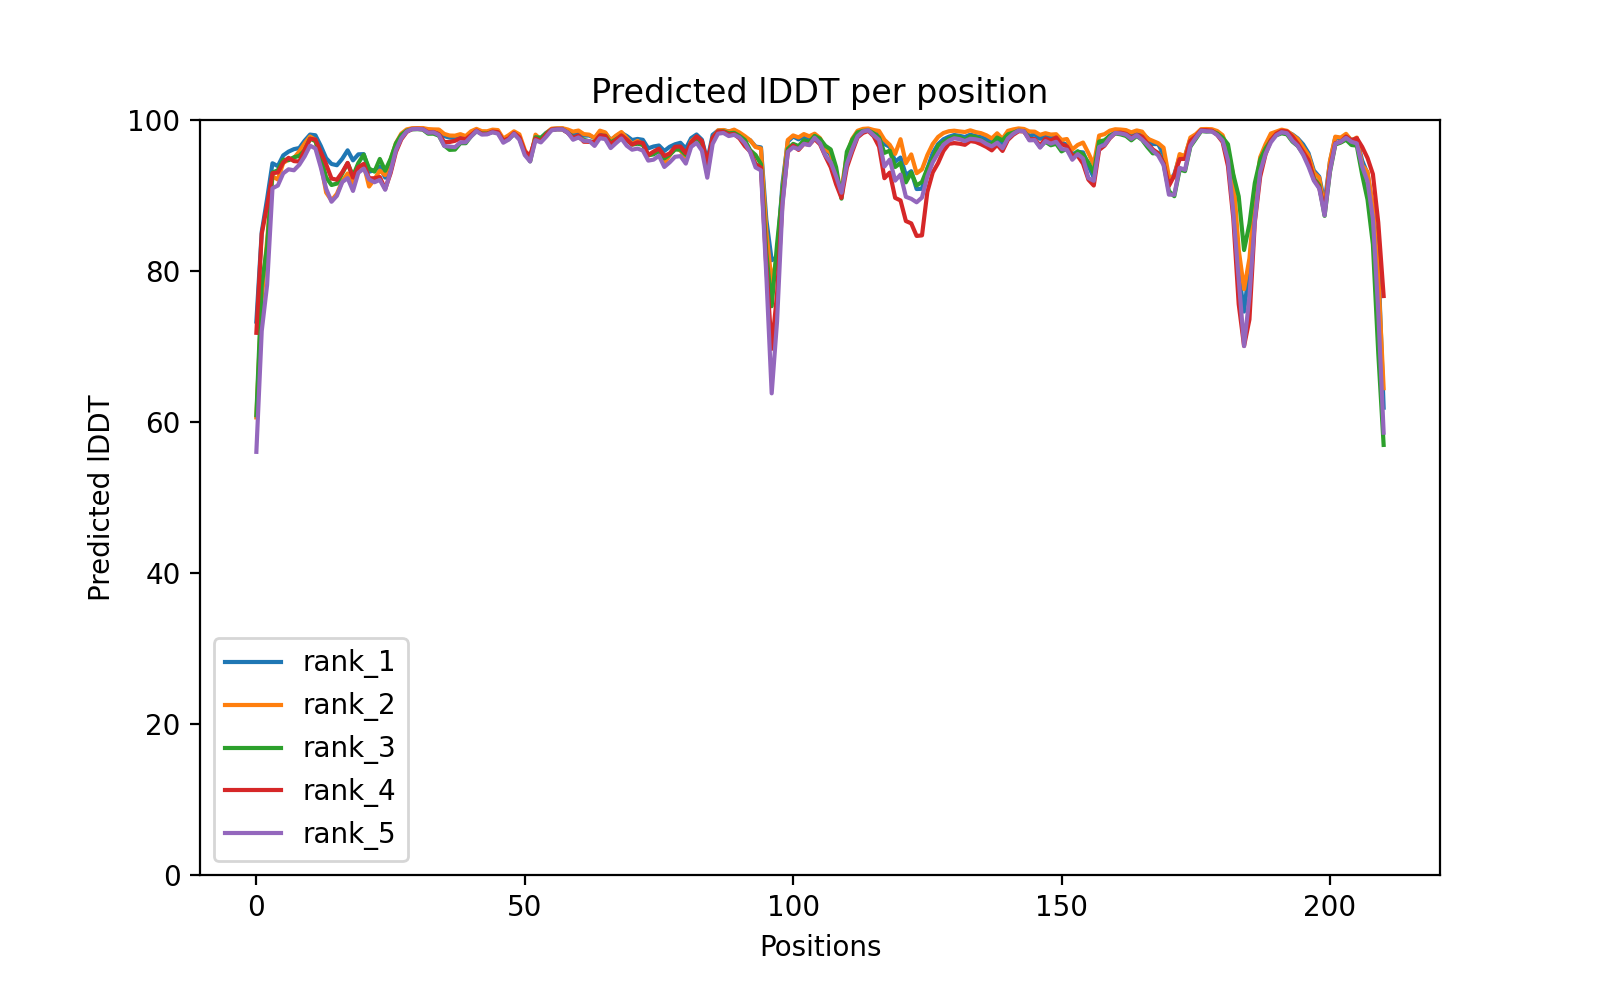 Predicted lDDT per position
100
80
60
40
20
0
Predicted lDDT
rank_1
rank_2
rank_3
rank_4
rank_5
0 50 100 150 200
Positions